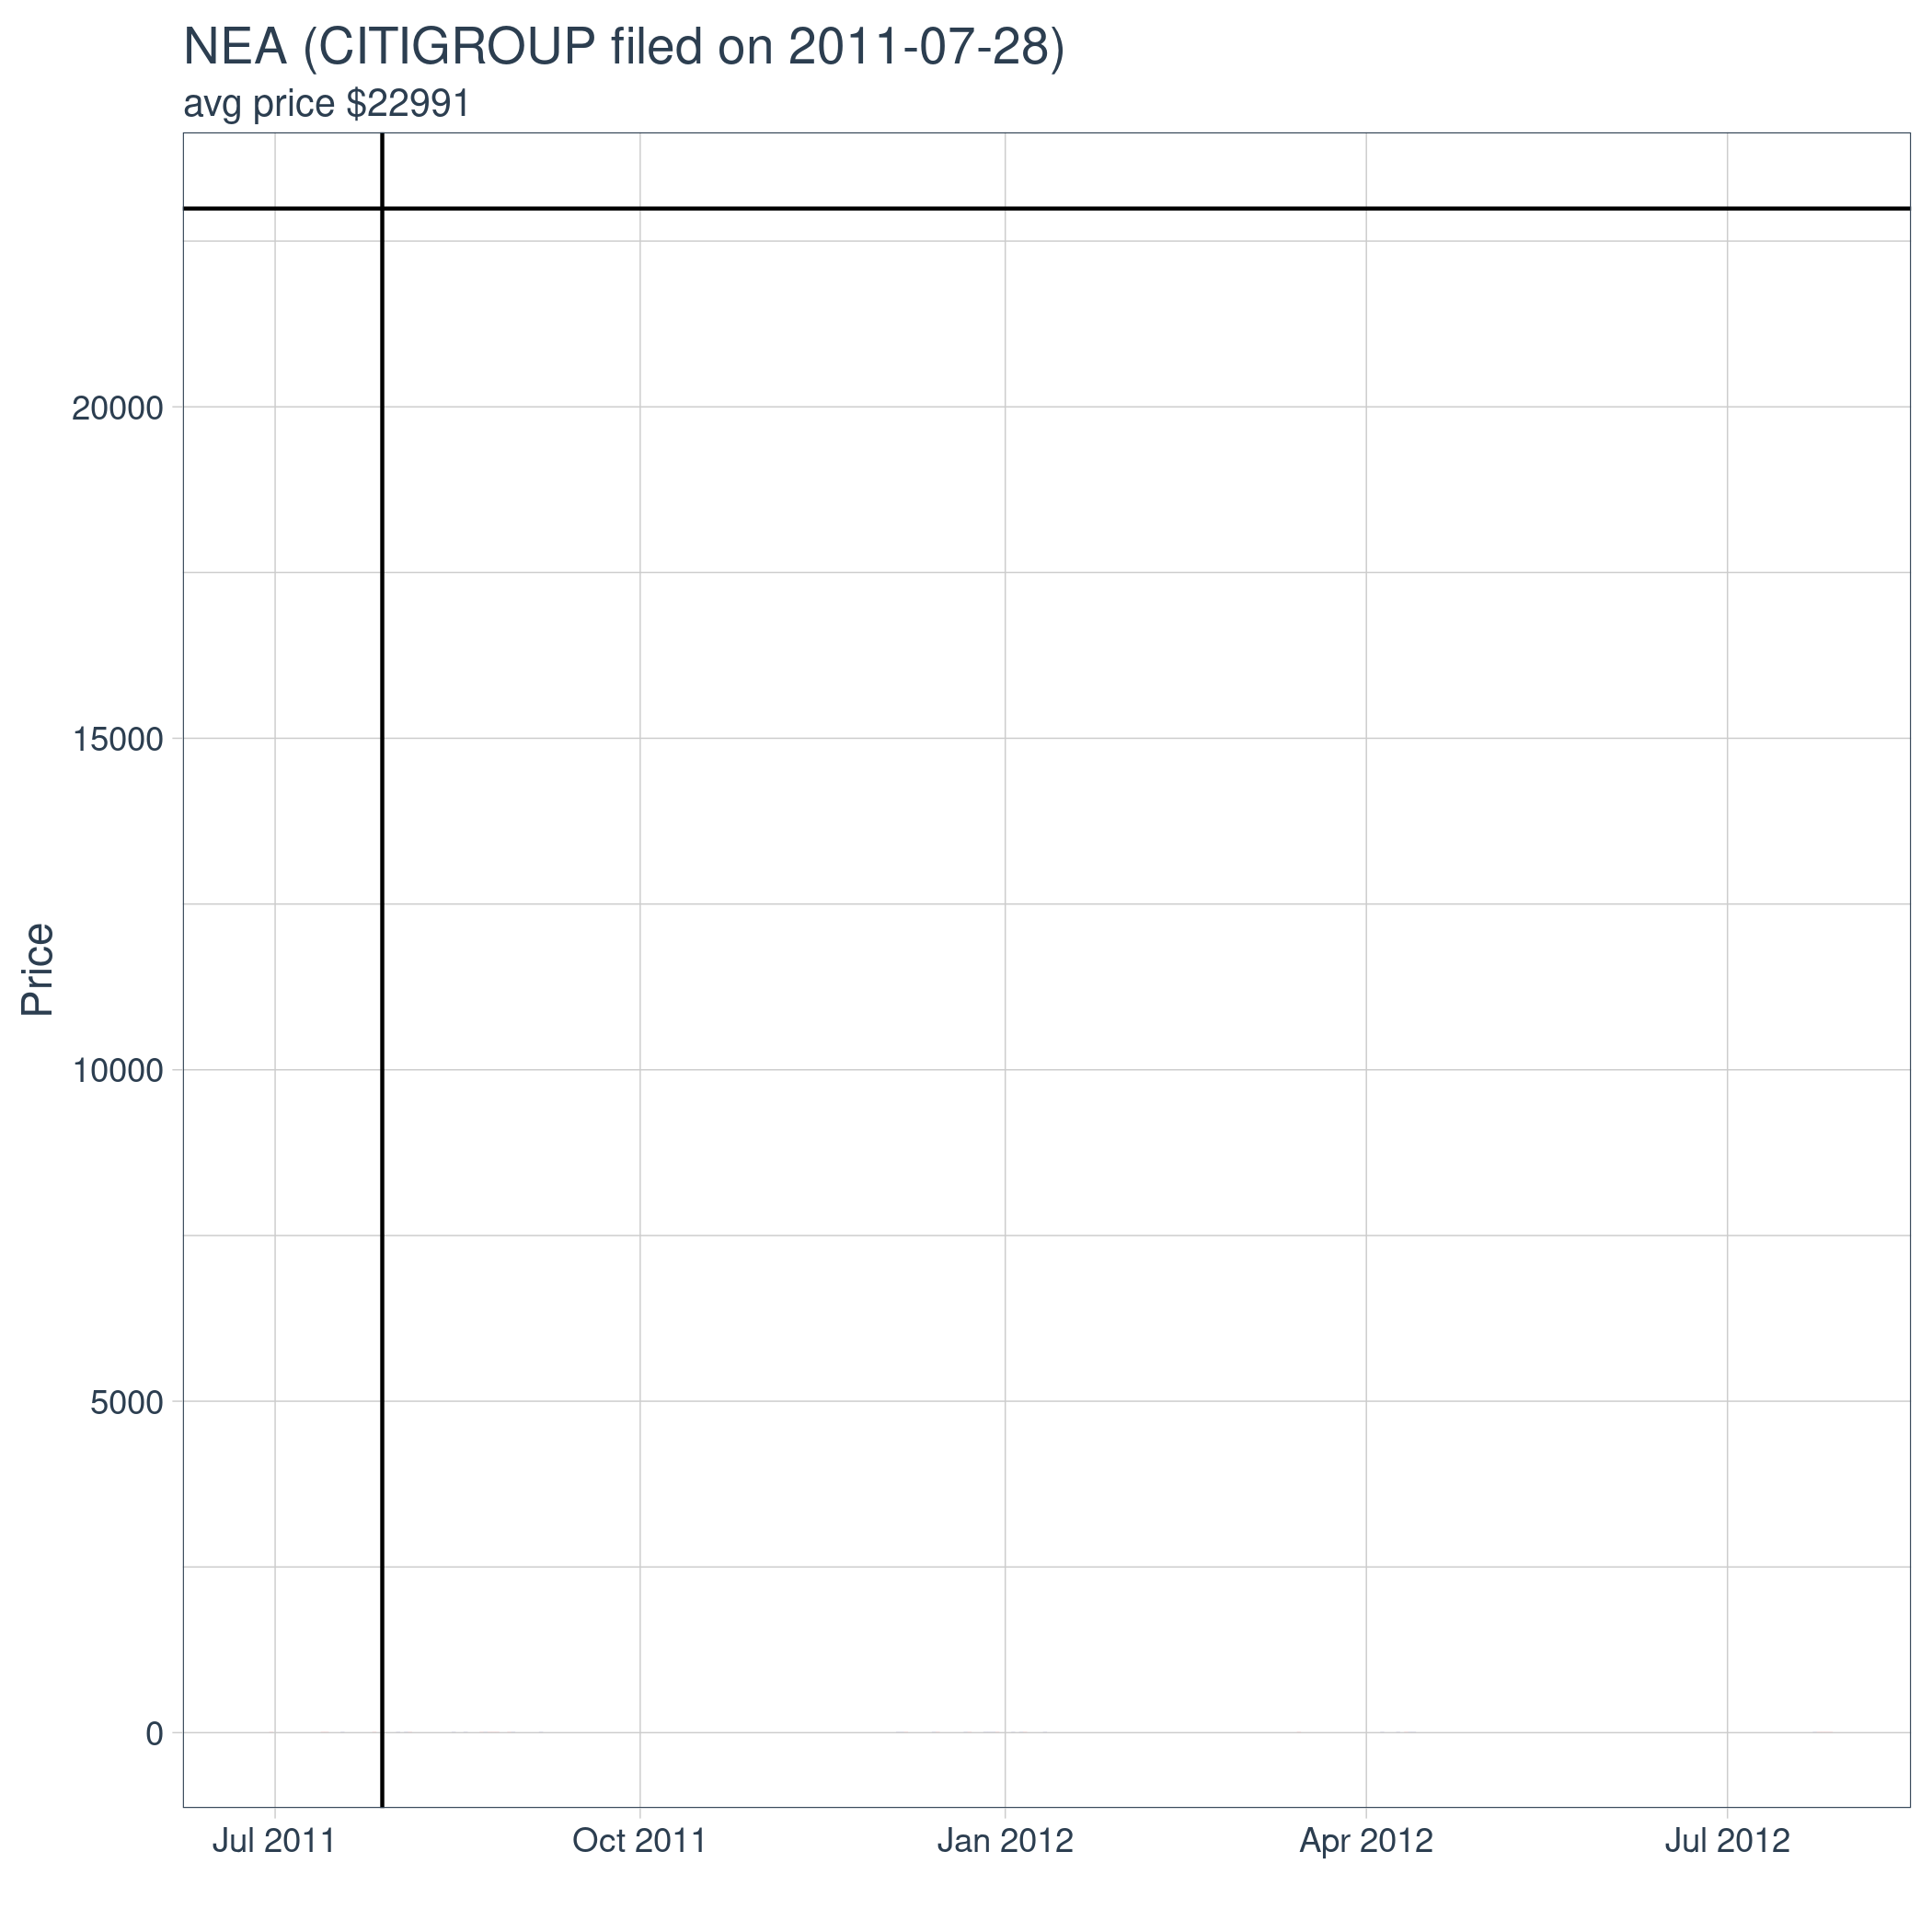 NEA (CITIGROUP filed on 2011-07-28)
avg price $22991
Price
20000
15000
10000
5000
0
Jul 2011
Oct 2011
Jan 2012
Apr 2012
Jul 2012